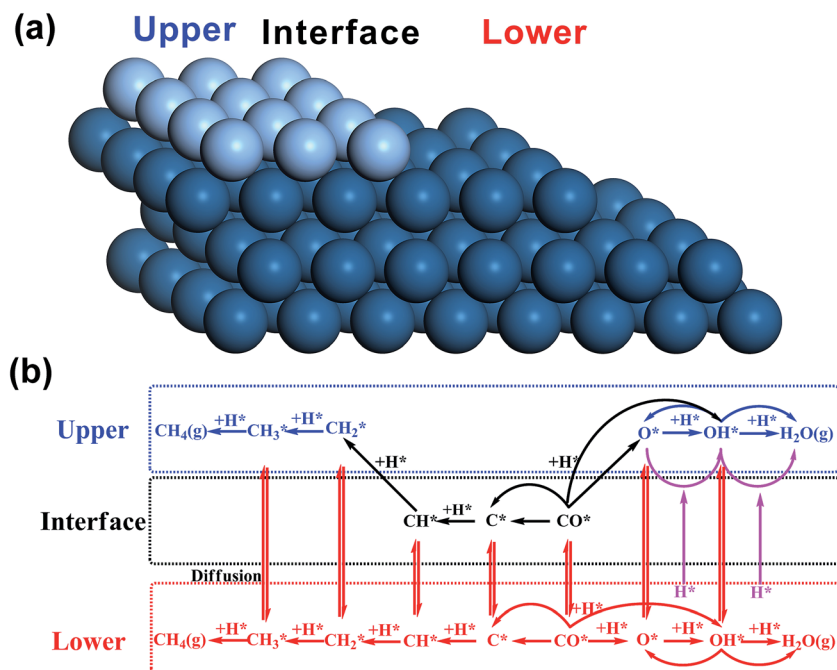 (a)
Upper Interface Lower
(b)
+H* +H* +H* +H*
Upper CH₄(g) CH₃* CH₂* O* OH* H₂O(g)
+H* +H*
+H*
Interface CH* C* CO*
Diffusion H* H*
+H*
+H* +H* +H* +H* +H* +H* +H*
Lower CH₄(g) CH₃* CH₂* CH* C* CO* O* OH* H₂O(g)